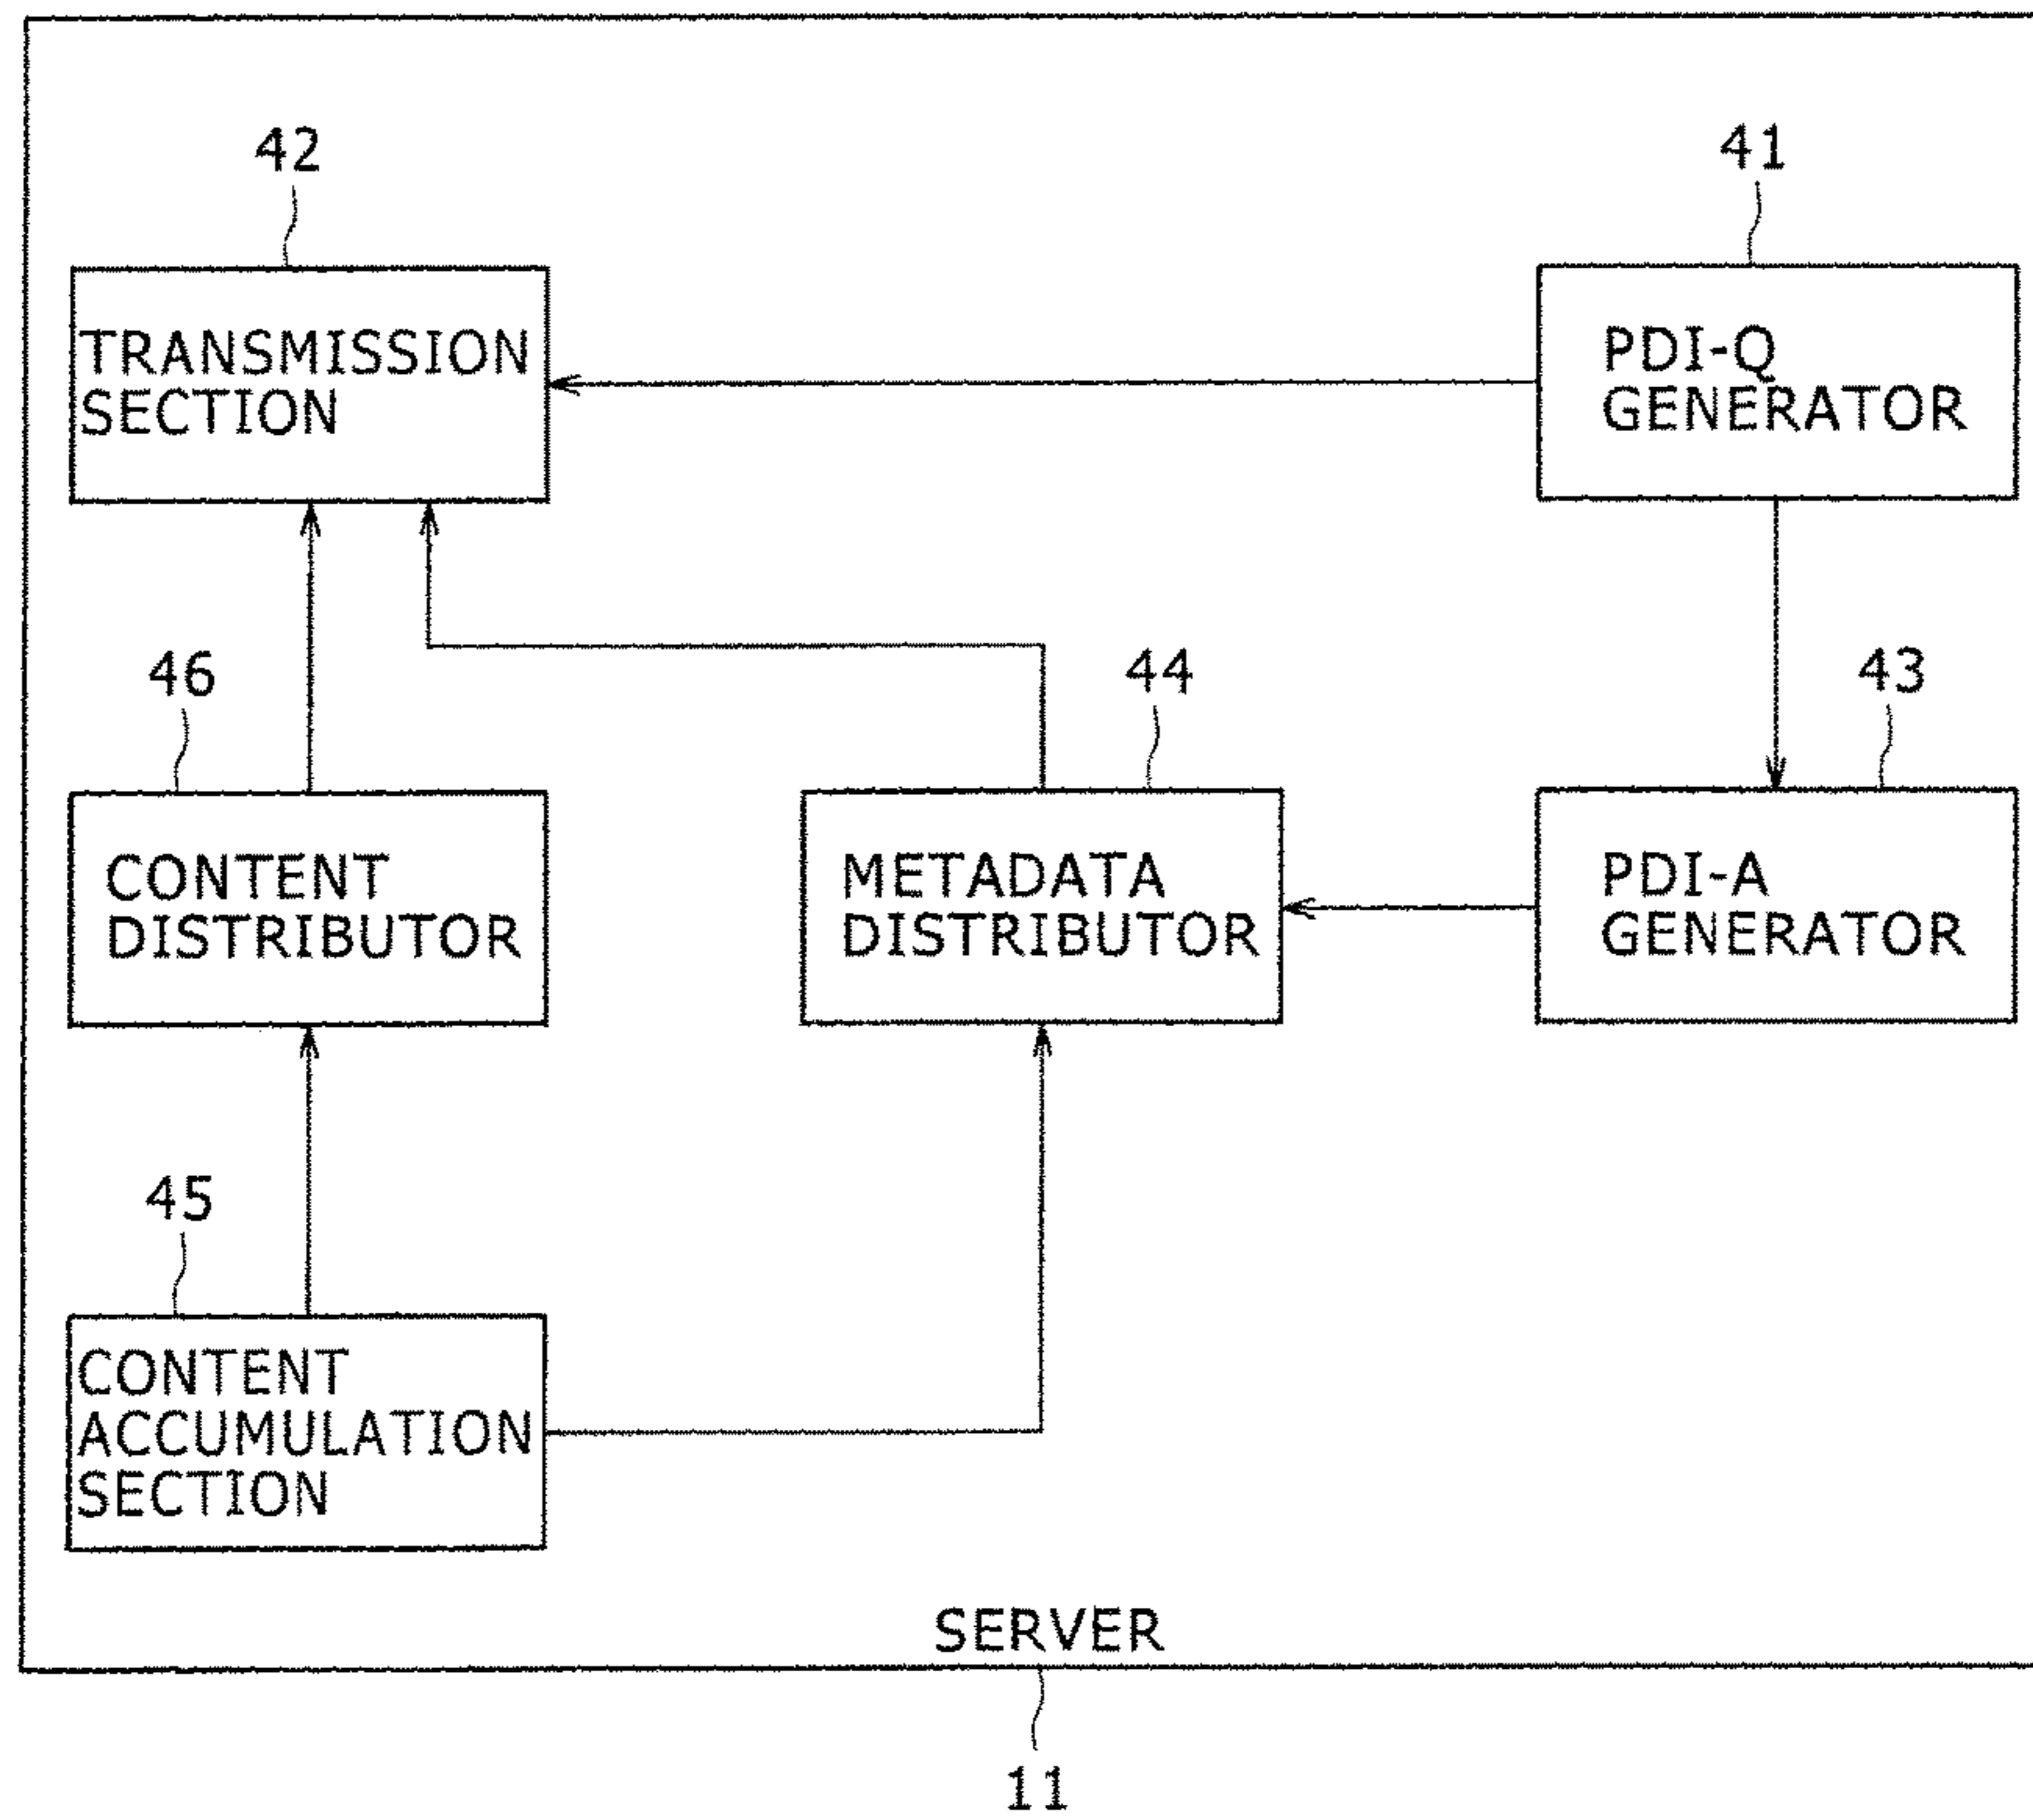 42
41
TRANSMISSION
SECTION
PDI-Q
GENERATOR
46
44
43
CONTENT
DISTRIBUTOR
METADATA
DISTRIBUTOR
PDI-A
GENERATOR
45
CONTENT
ACCUMULATION
SECTION
SERVER
11